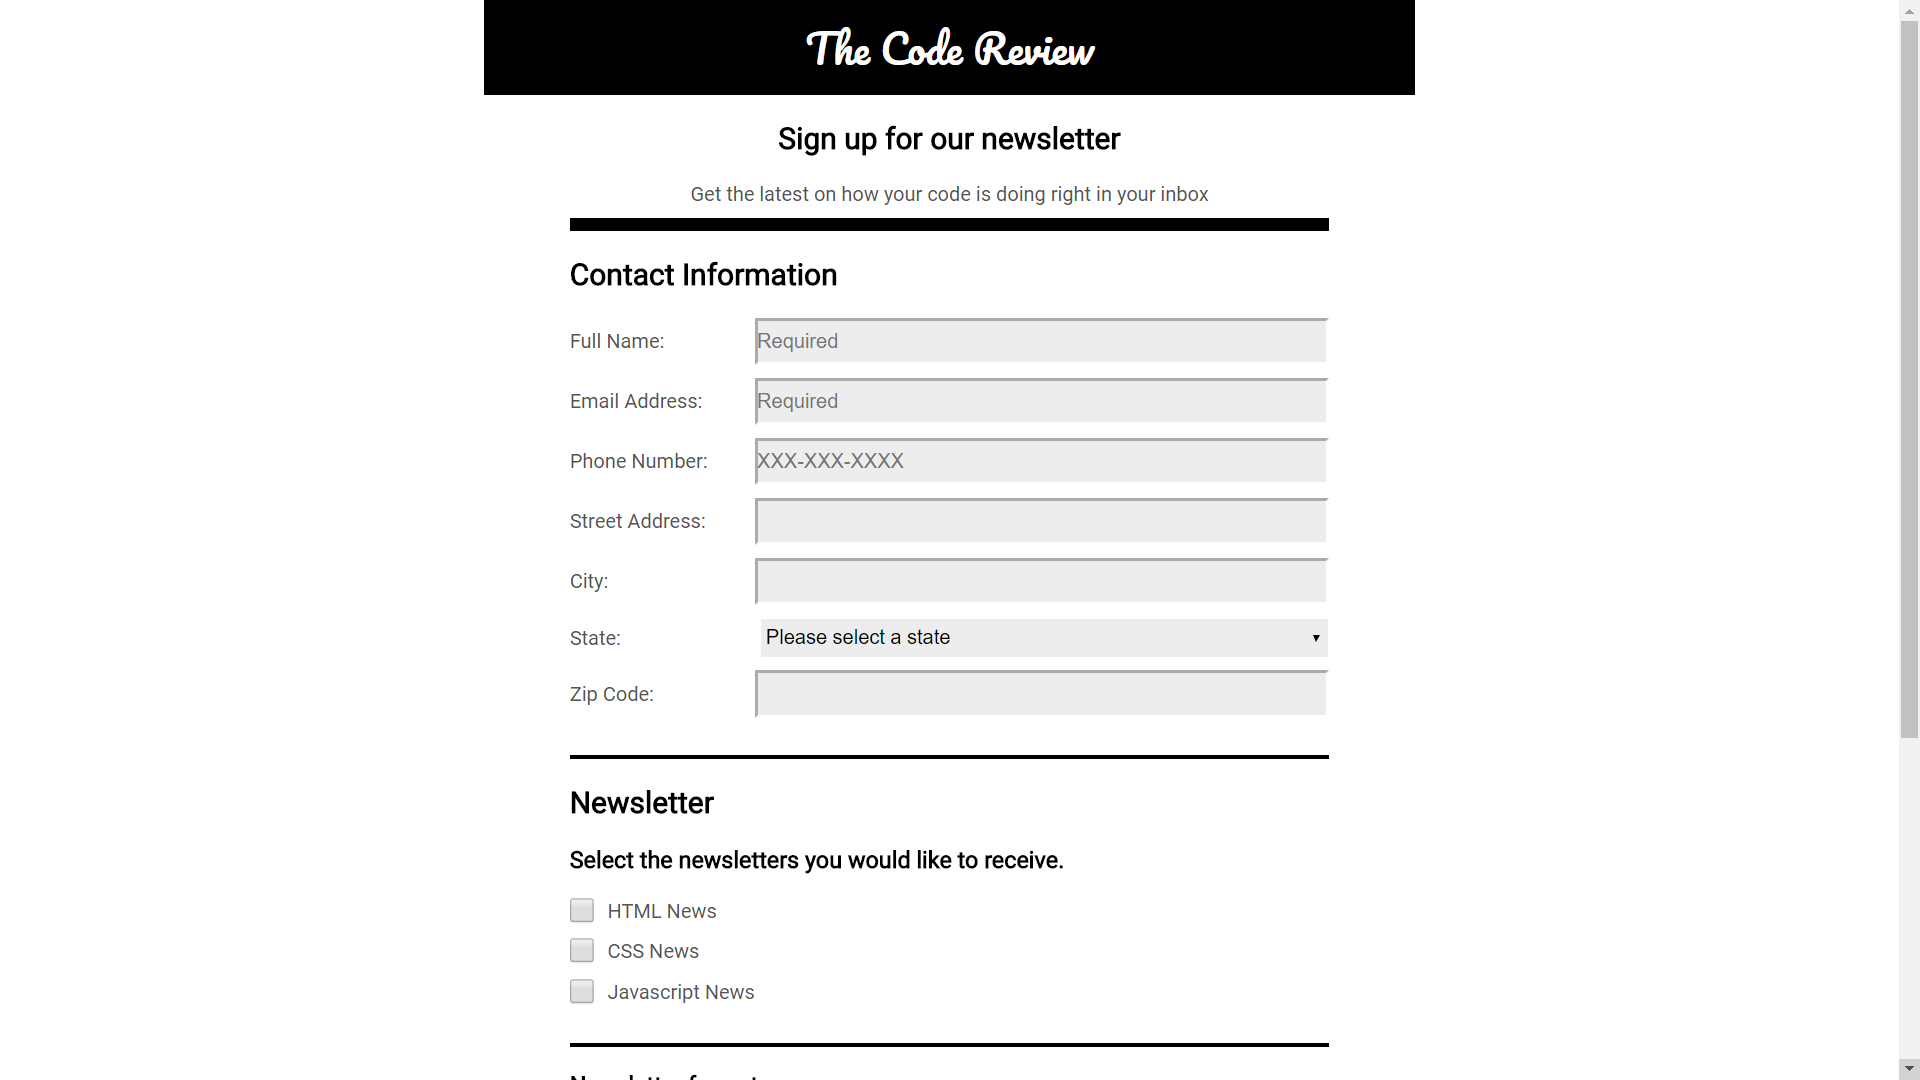 The Code Review
Sign up for our newsletter
Get the latest on how your code is doing right in your inbox
Contact Information
Full Name: Required
Email Address: Required
Phone Number: XXX-XXX-XXXX
Street Address:
City:
State: Please select a state
Zip Code:
Newsletter
Select the newsletters you would like to receive.
HTML News
CSS News
Javascript News